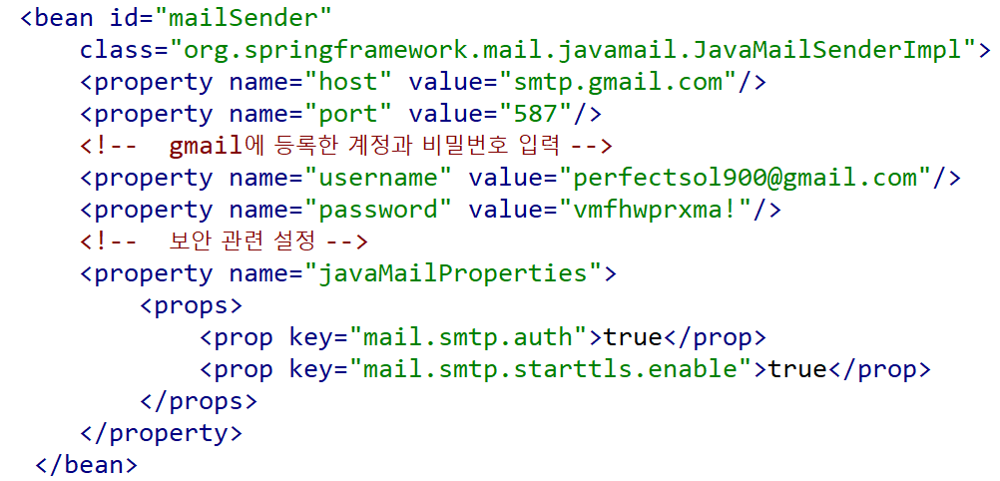 <bean id="mailSender"
class="org.springframework.mail.javamail.JavaMailSenderImpl">
<property name="host" value="smtp.gmail.com"/>
<property name="port" value="587"/>
<!-- gmail에 등록한 계정과 비밀번호 입력 -->
<property name="username" value="perfectsol900@gmail.com"/>
<property name="password" value="vmfhwprxma!"/>
<!-- 보안 관련 설정 -->
<property name="javaMailProperties">
<props>
<prop key="mail.smtp.auth">true</prop>
<prop key="mail.smtp.starttls.enable">true</prop>
</props>
</property>
</bean>